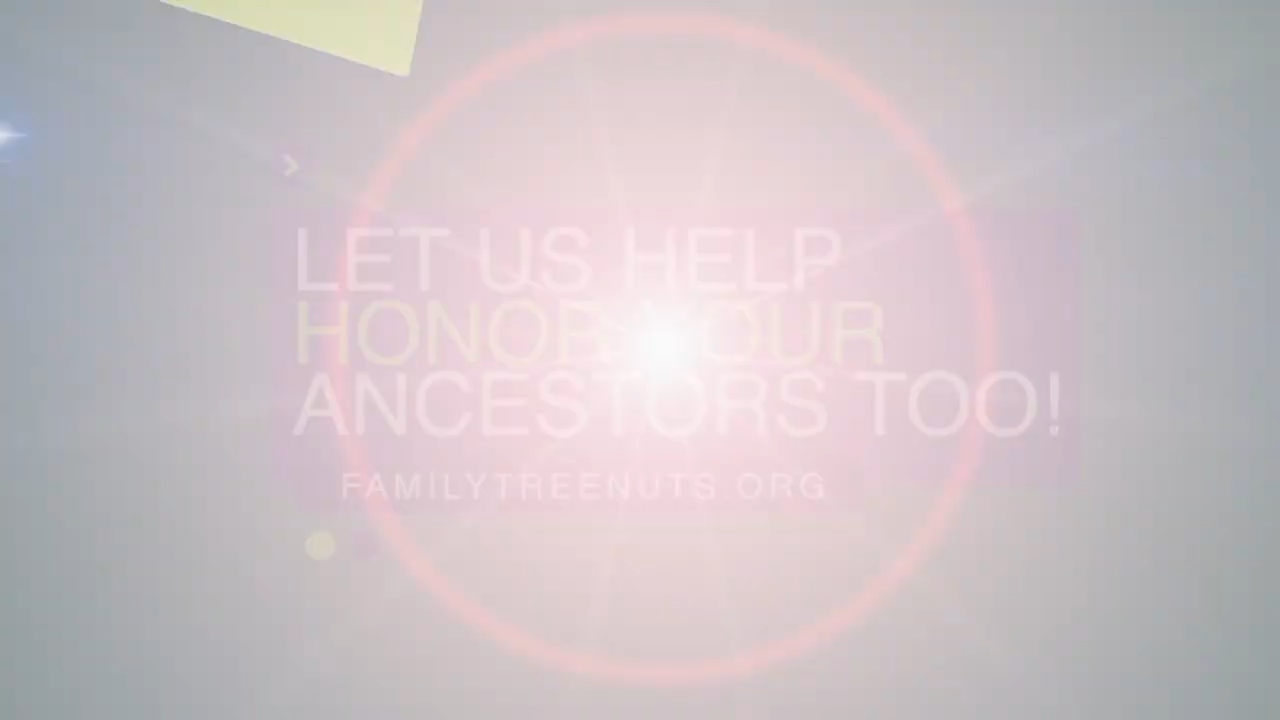 LET US HELP
HONOR YOUR
ANCESTORS TOO!
FAMILYTREENUTS.ORG